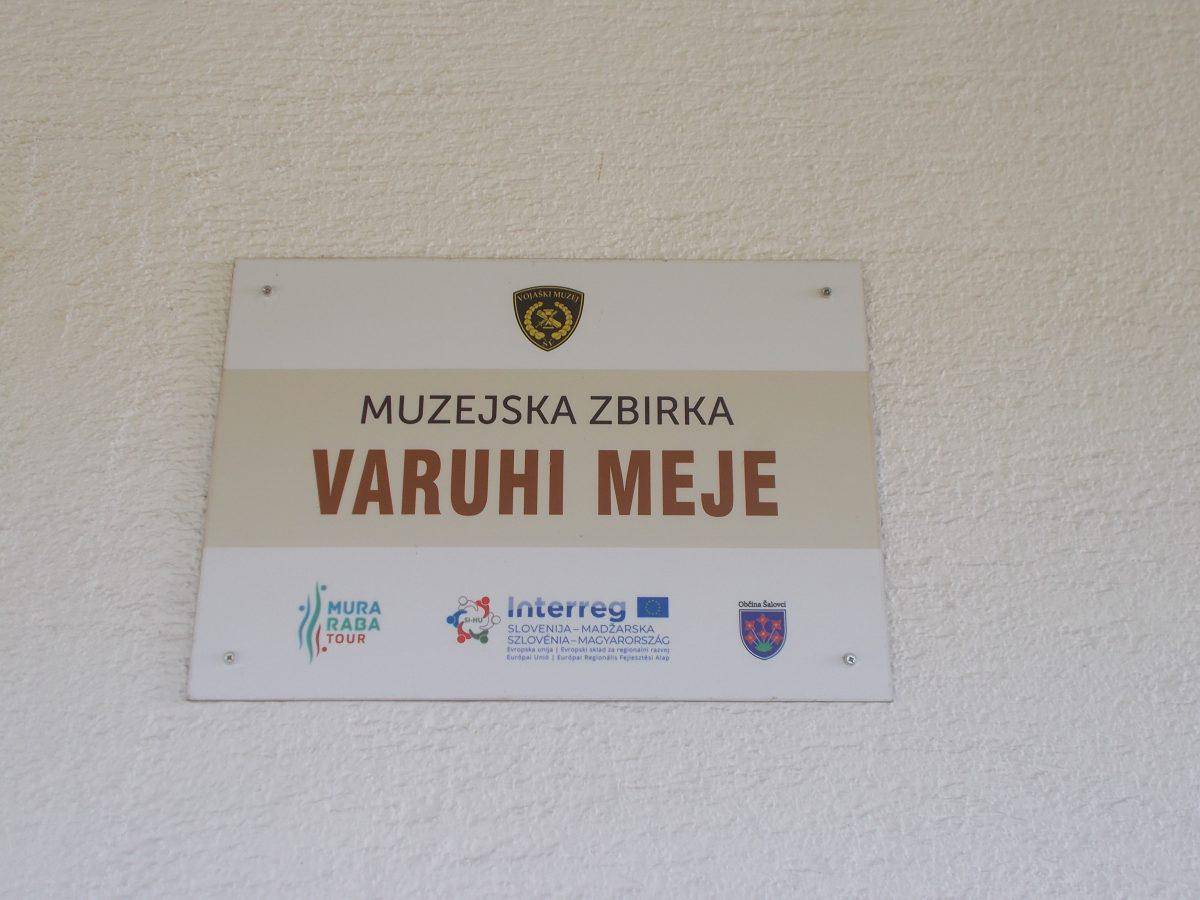 VOJAŠKI MUZEJ
MUZEJSKA ZBIRKA
VARUHI MEJE
MURA
RABA
TOUR
SI-HU
Interreg
SLOVENIJA – MADŽARSKA
SZLOVÉNIA – MAGYARORSZÁG
Evropska unija | Evropski sklad za regionalni razvoj
Európai Unió | Európai Regionális Fejlesztési Alap
Občina Šalovci